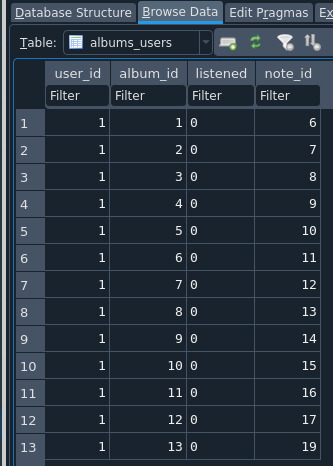 Database Structure Browse Data Edit Pragmas Ex
Table: albums_users
user_id album_id listened note_id
Filter Filter Filter Filter
1 1 1 0 6
2 1 2 0 7
3 1 3 0 8
4 1 4 0 9
5 1 5 0 10
6 1 6 0 11
7 1 7 0 12
8 1 8 0 13
9 1 9 0 14
10 1 10 0 15
11 1 11 0 16
12 1 12 0 17
13 1 13 0 19